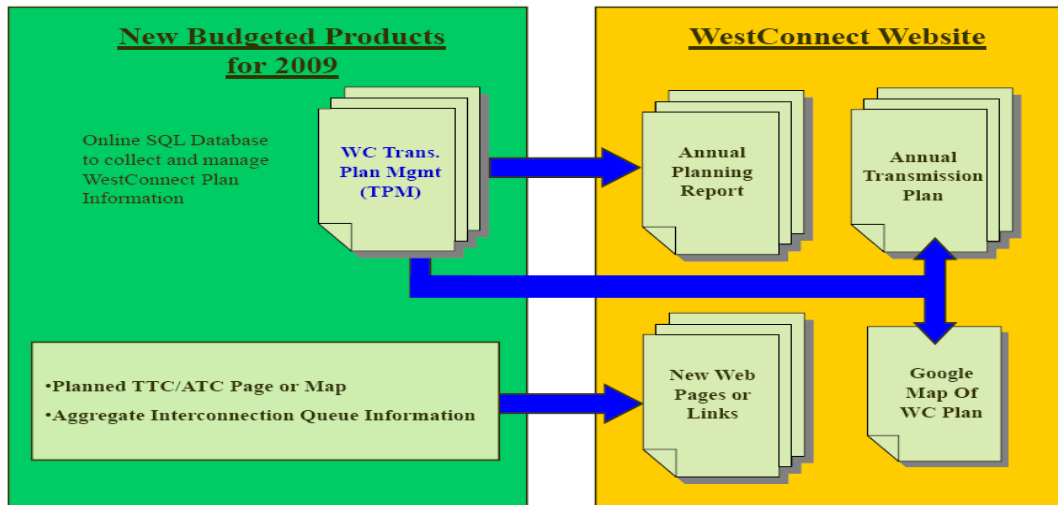 New Budgeted Products
for 2009
Online SQL Database
to collect and manage
WestConnect Plan
Information
WC Trans.
Plan Mgmt
(TPM)
•Planned TTC/ATC Page or Map
•Aggregate Interconnection Queue Information
WestConnect Website
Annual
Planning
Report
Annual
Transmission
Plan
New Web
Pages or
Links
Google
Map Of
WC Plan